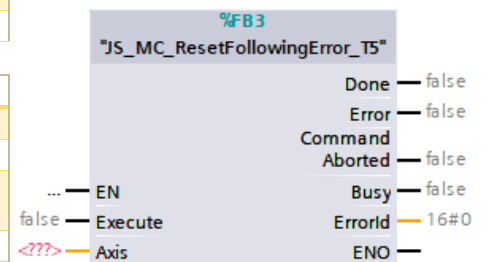 %FB3
"JS_MC_ResetFollowingError_T5"
Done false
Error false
Command
Aborted false
... EN Busy false
false Execute ErrorId 16#0
<???> Axis ENO